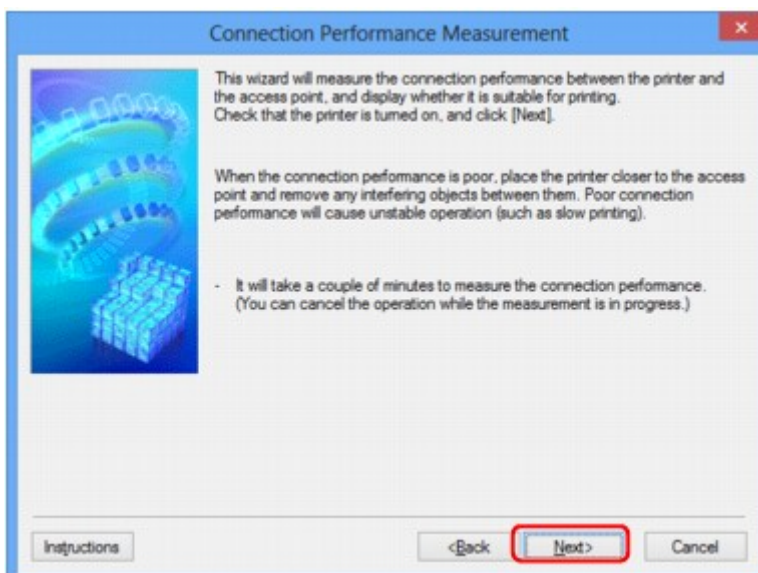 Connection Performance Measurement
This wizard will measure the connection performance between the printer and
the access point, and display whether it is suitable for printing.
Check that the printer is turned on, and click [Next].
When the connection performance is poor, place the printer closer to the access
point and remove any interfering objects between them. Poor connection
performance will cause unstable operation (such as slow printing).
- It will take a couple of minutes to measure the connection performance.
(You can cancel the operation while the measurement is in progress.)
Instructions <Back Next> Cancel